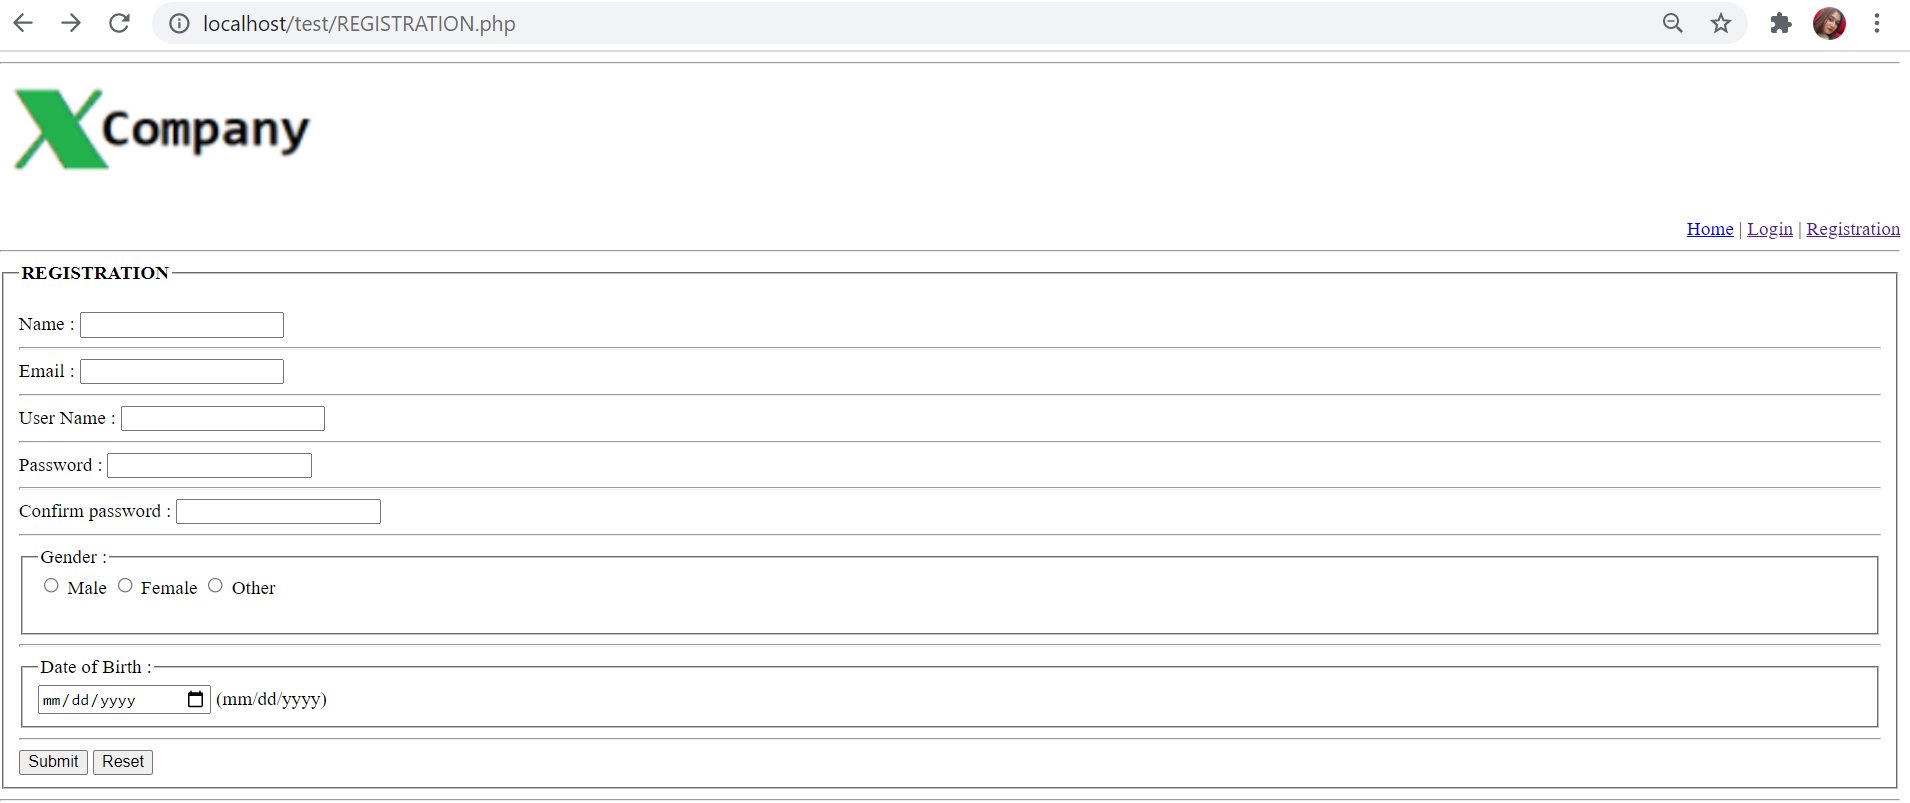 localhost/test/REGISTRATION.php
X Company
Home | Login | Registration
REGISTRATION
Name :
Email :
User Name :
Password :
Confirm password :
Gender :
Male Female Other
Date of Birth :
mm/dd/yyyy (mm/dd/yyyy)
Submit Reset